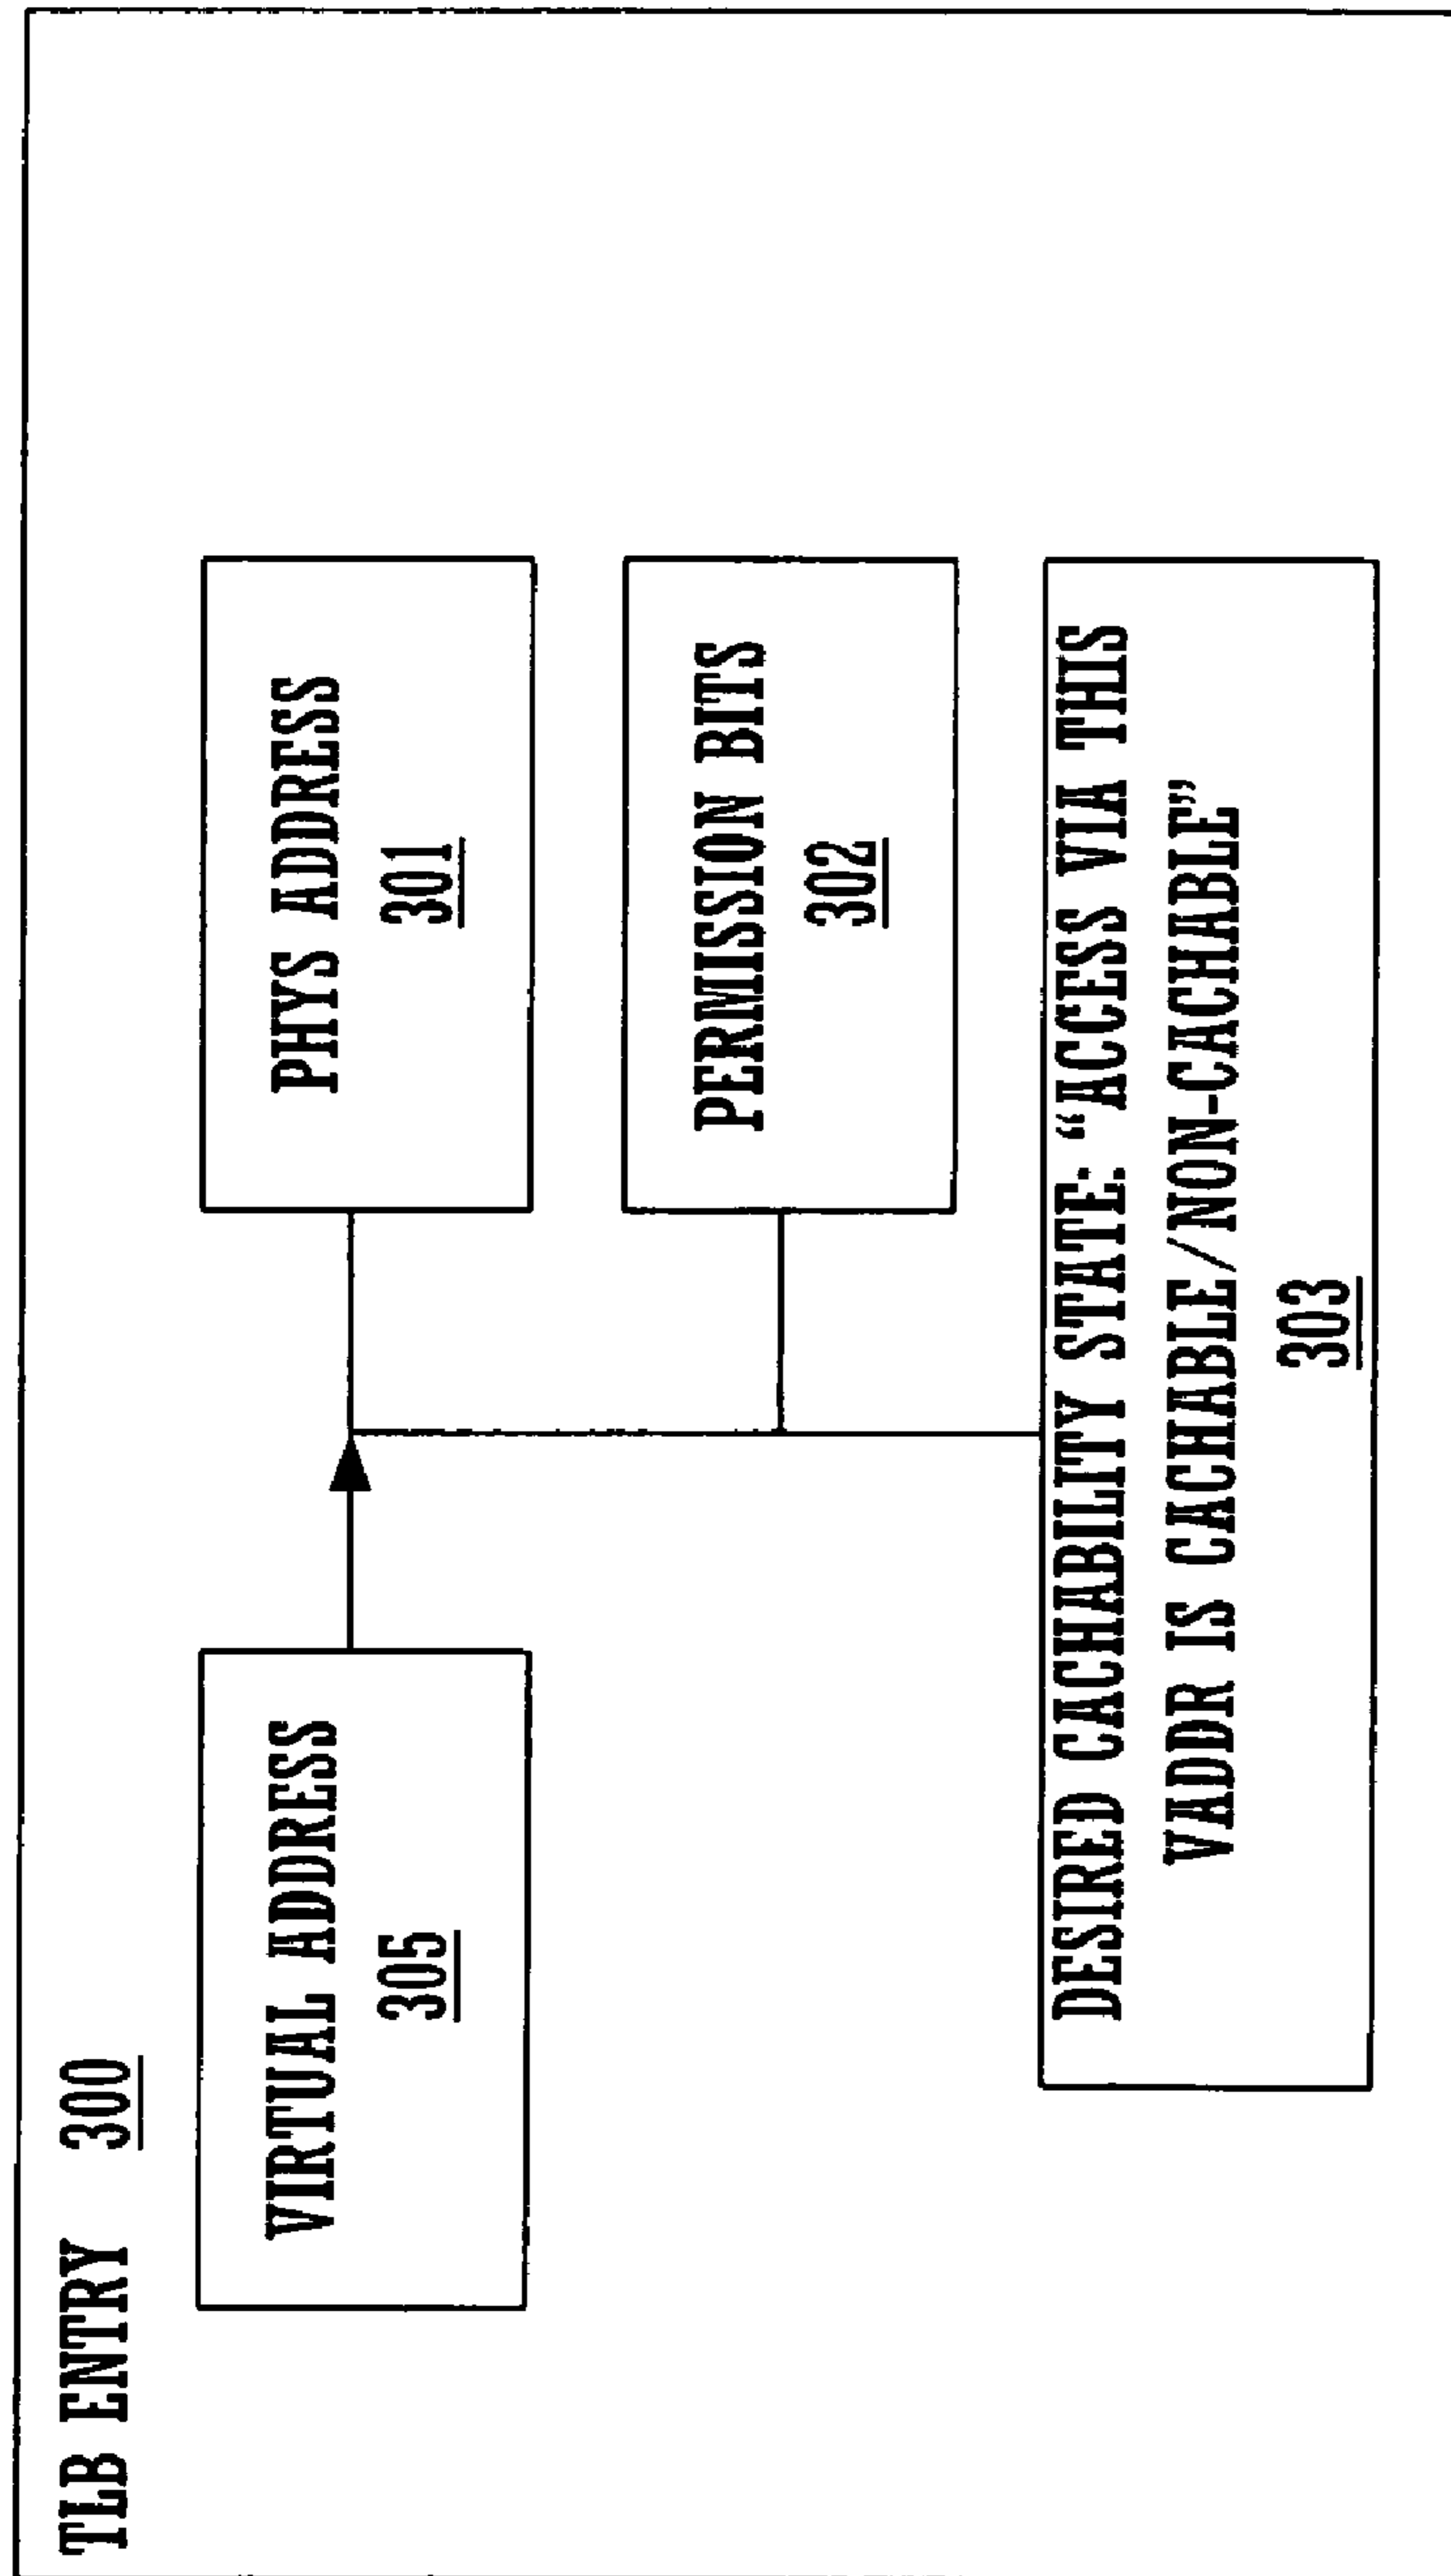 TLB ENTRY 300
VIRTUAL ADDRESS
305
PHYS ADDRESS
301
PERMISSION BITS
302
DESIRED CACHABILITY STATE: “ACCESS VIA THIS
VADDR IS CACHABLE/NON-CACHABLE”
303